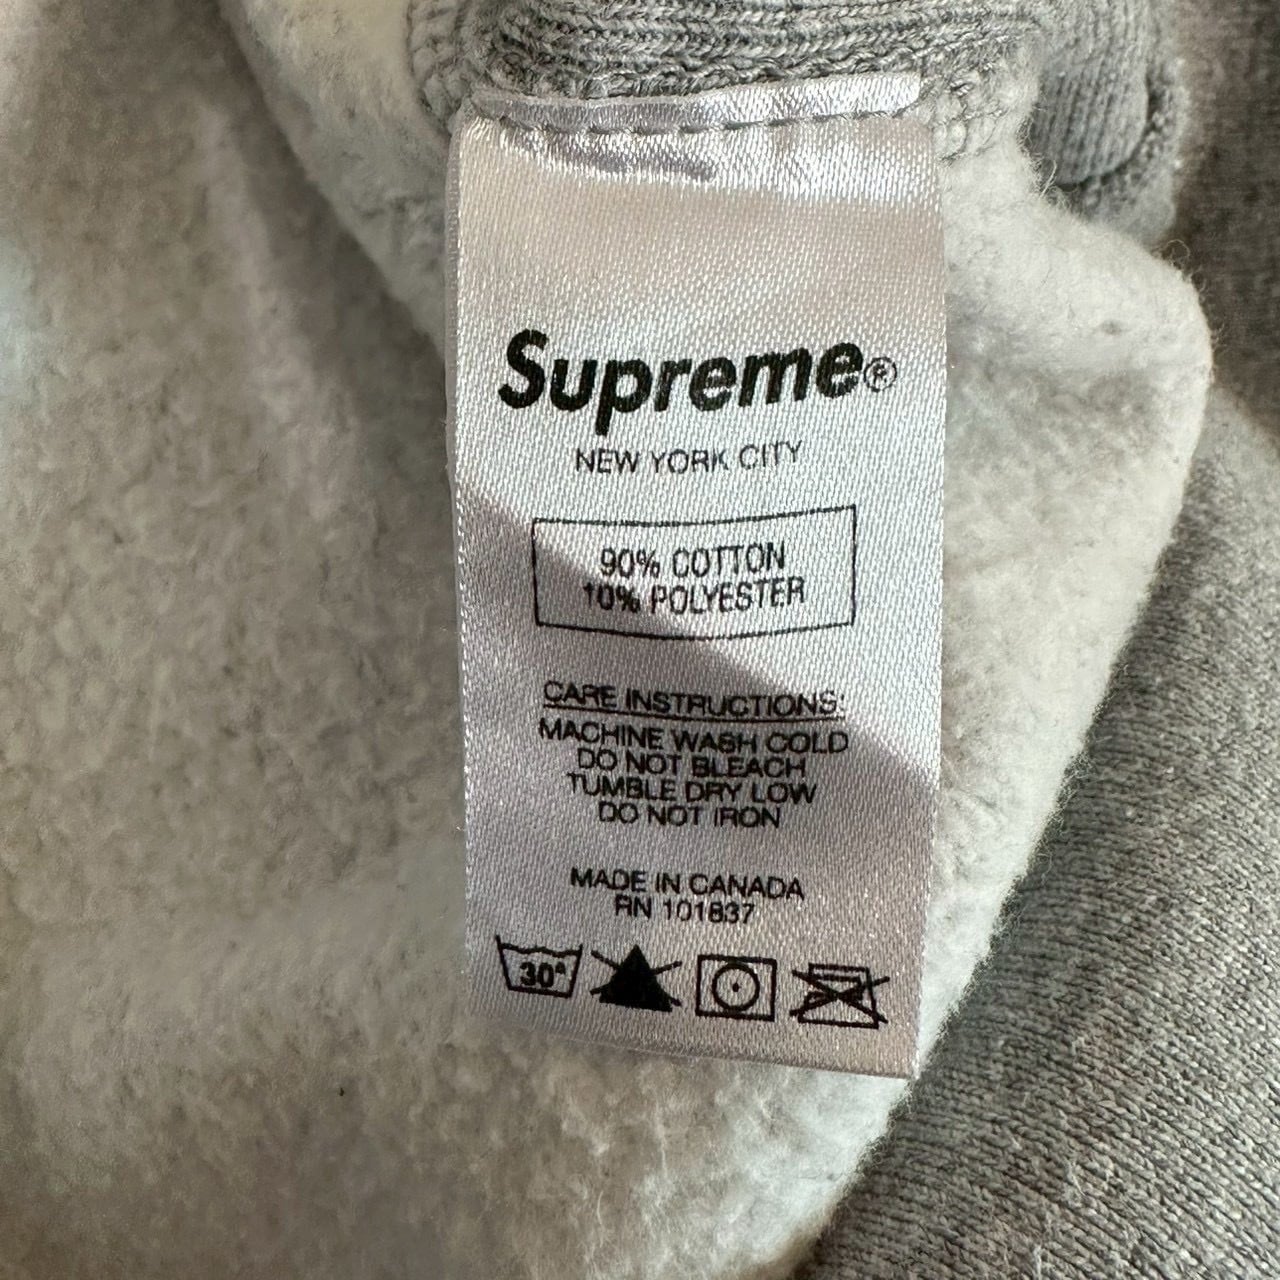 Supreme®
NEW YORK CITY
90% COTTON
10% POLYESTER
CARE INSTRUCTIONS:
MACHINE WASH COLD
DO NOT BLEACH
TUMBLE DRY LOW
DO NOT IRON
MADE IN CANADA
RN 101837
30°